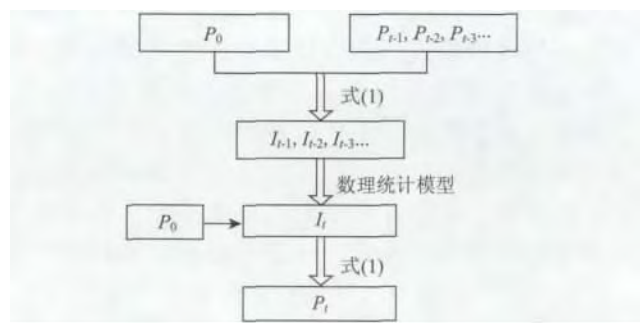 P₀
Pₜ₋₁, Pₜ₋₂, Pₜ₋₃...
式(1)
Iₜ₋₁, Iₜ₋₂, Iₜ₋₃...
数理统计模型
P₀
Iₜ
式(1)
Pₜ